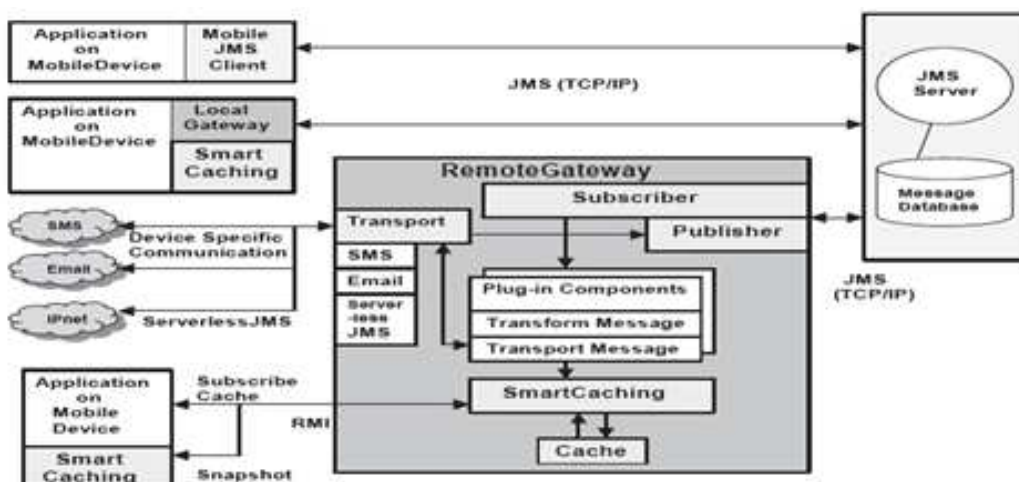 Application
on
MobileDevice
Mobile
JMS
Client
JMS (TCP/IP)
JMS
Server
Message
Database
Application
on MobileDevice
Local
Gateway
Smart
Caching
RemoteGateway
Subscriber
Publisher
Transport
SMS
Email
Server
-less
JMS
Plug-in Components
Transform Message
Transport Message
SmartCaching
Cache
JMS
(TCP/IP)
SMS
Device Specific
Communication
Email
IPnet
ServerlessJMS
Application
on
Mobile
Device
Smart
Caching
Subscribe
Cache
RMI
Snapshot